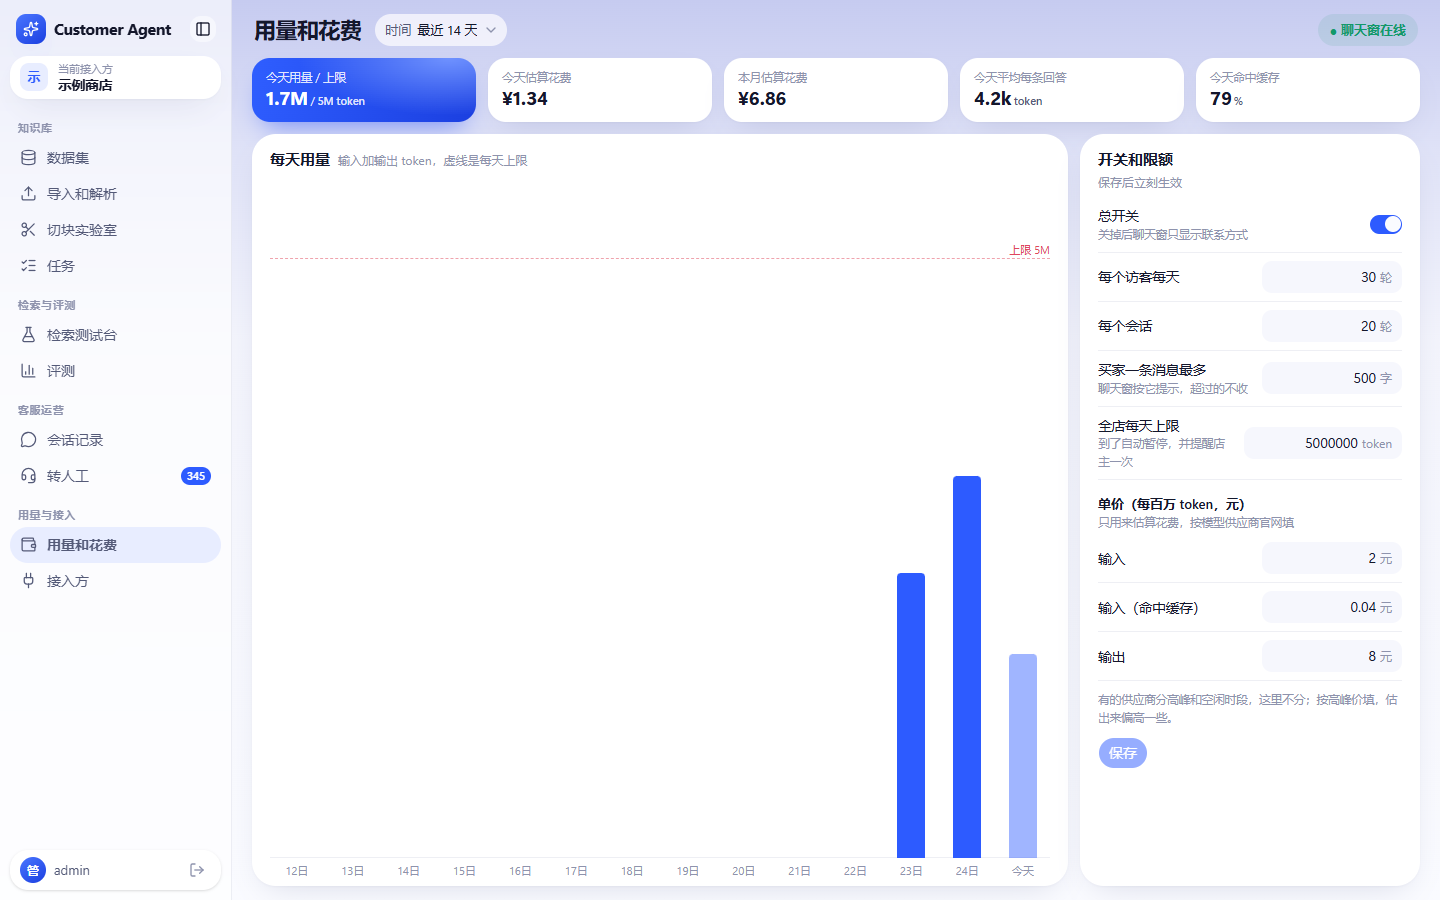 Customer Agent
示
当前接入方
示例商店
知识库
数据集
导入和解析
切块实验室
任务
检索与评测
检索测试台
评测
客服运营
会话记录
转人工 345
用量与接入
用量和花费
接入方
管 admin
用量和花费 时间 最近 14 天
聊天窗在线
今天用量 / 上限
1.7M / 5M token
今天估算花费
¥1.34
本月估算花费
¥6.86
今天平均每条回答
4.2k token
今天命中缓存
79 %
每天用量 输入加输出 token，虚线是每天上限
上限 5M
12日 13日 14日 15日 16日 17日 18日 19日 20日 21日 22日 23日 24日 今天
开关和限额
保存后立刻生效
总开关
关掉后聊天窗只显示联系方式
每个访客每天 30 轮
每个会话 20 轮
买家一条消息最多
聊天窗按它提示，超过的不收
500 字
全店每天上限
到了自动暂停，并提醒店
主一次
5000000 token
单价（每百万 token，元）
只用来估算花费，按模型供应商官网填
输入 2 元
输入（命中缓存） 0.04 元
输出 8 元
有的供应商分高峰和空闲时段，这里不分；按高峰价填，估
出来偏高一些。
保存